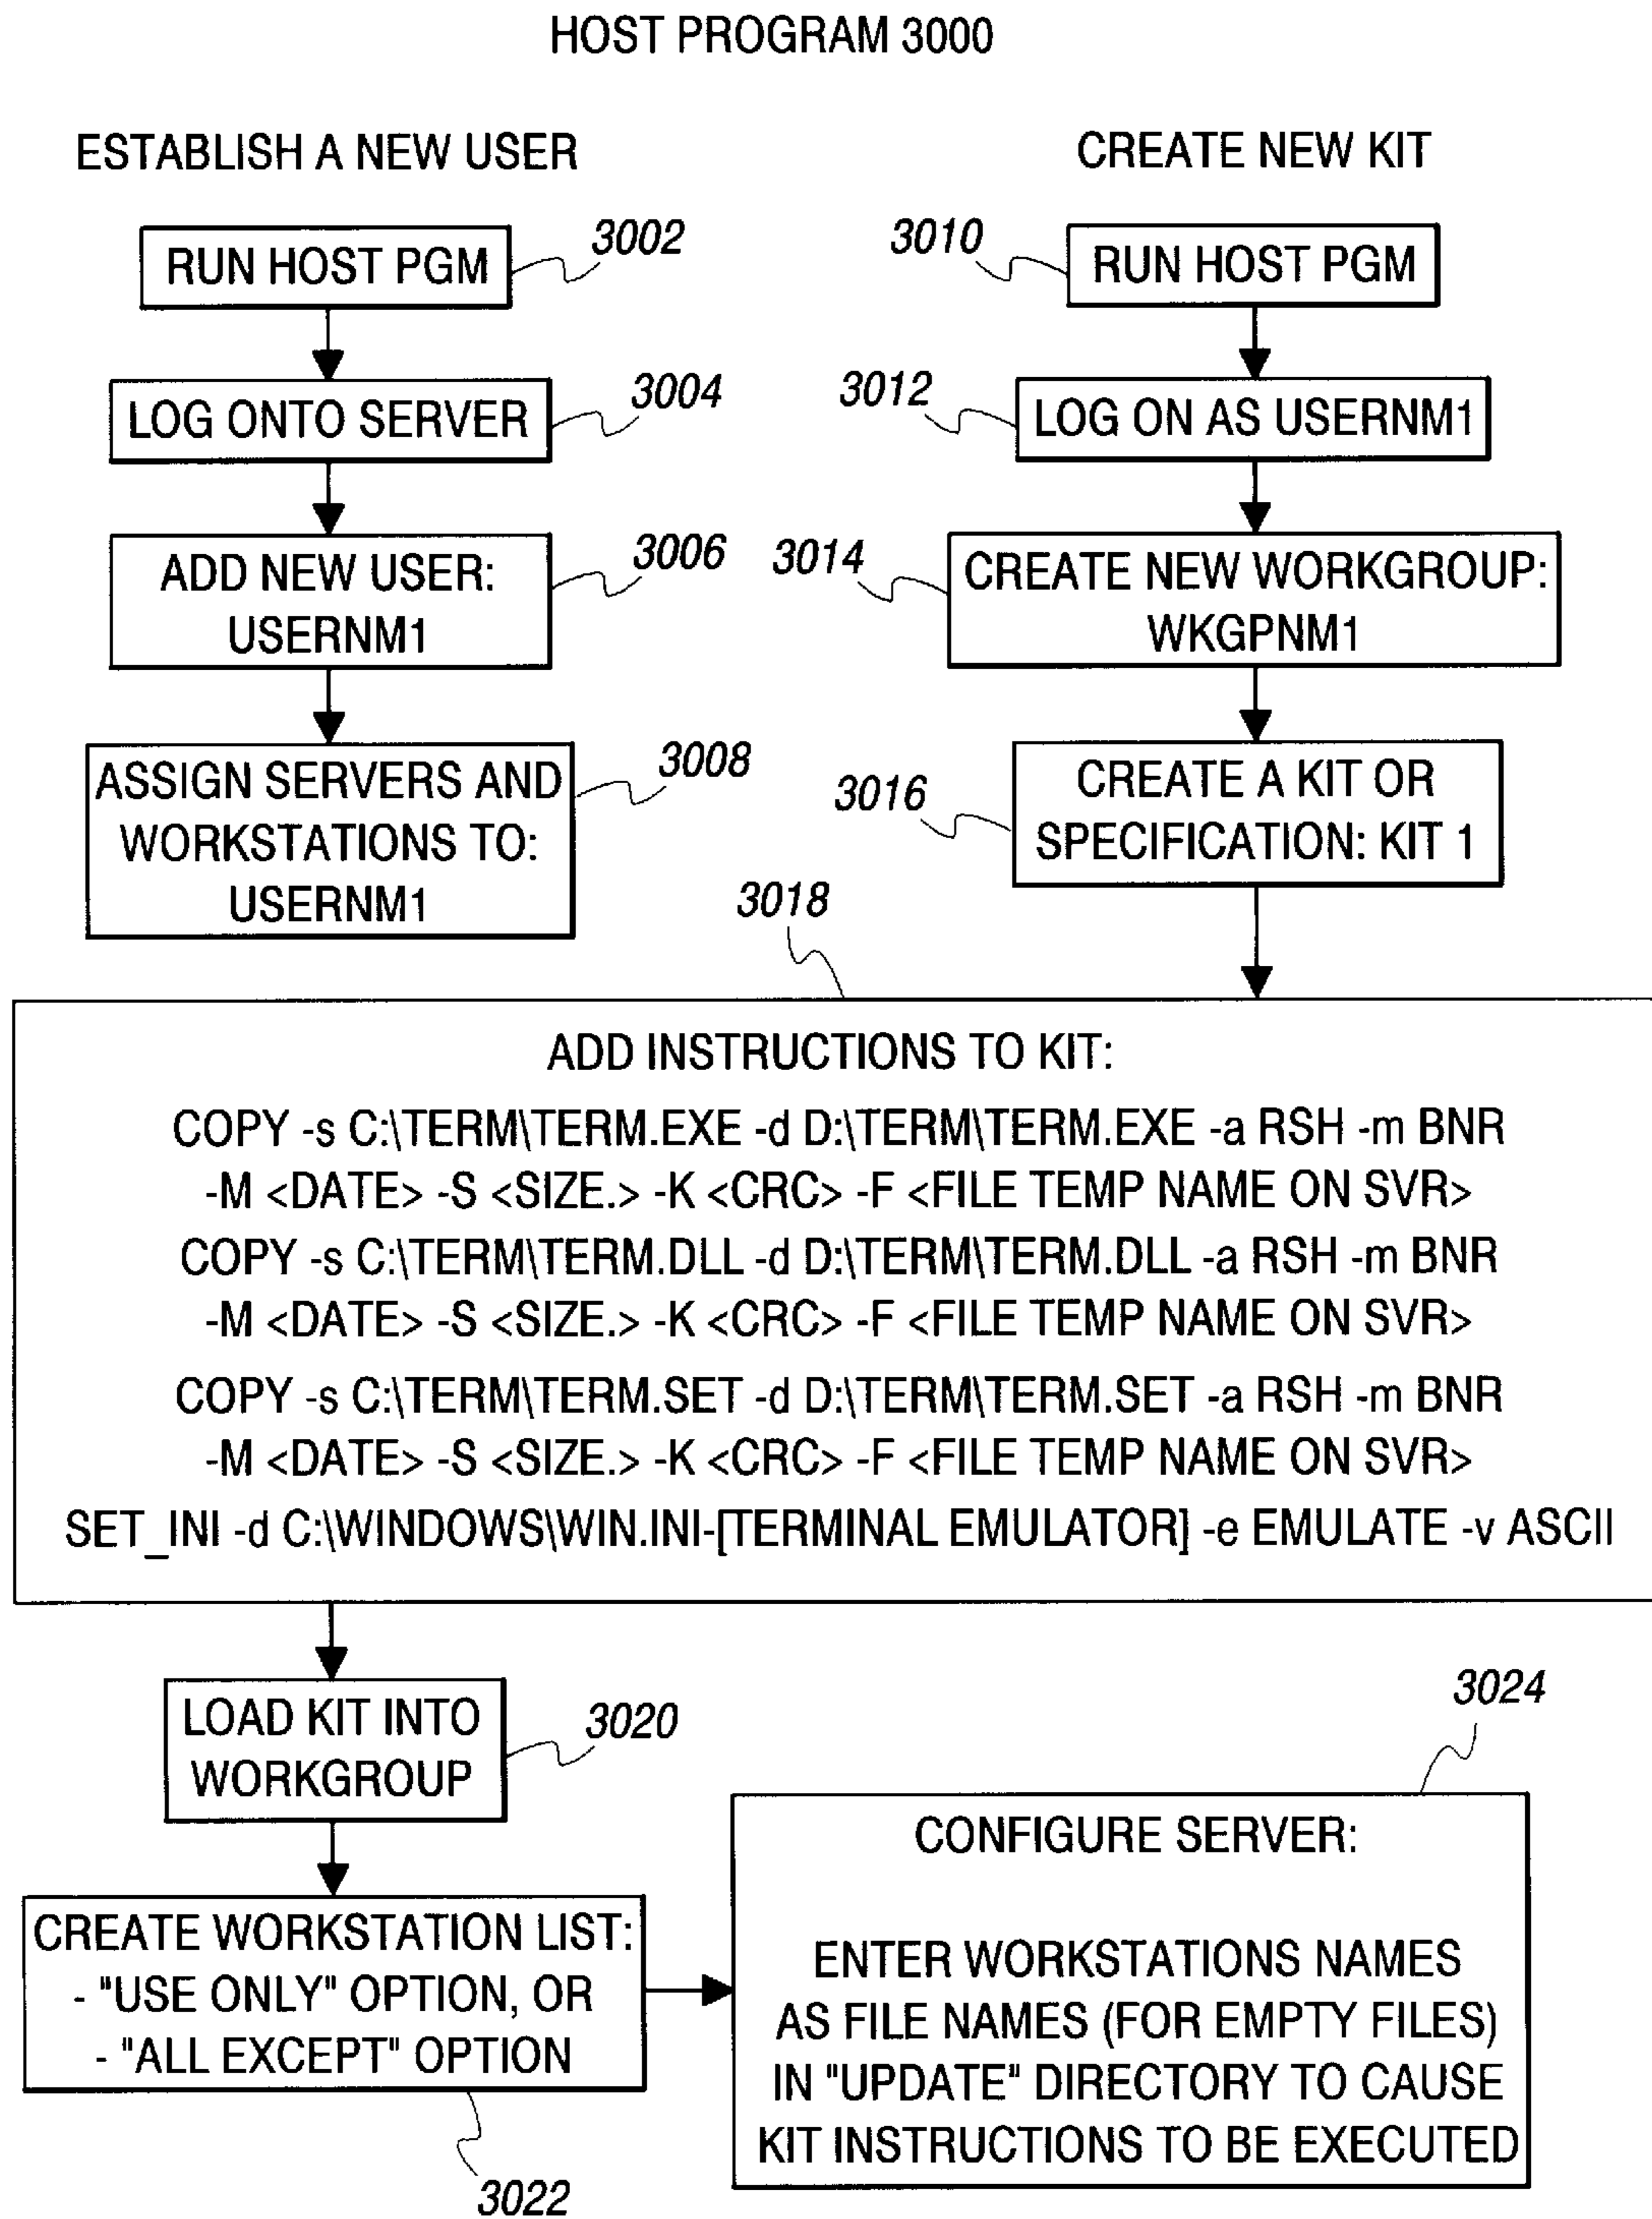 HOST PROGRAM 3000
ESTABLISH A NEW USER
RUN HOST PGM
3002
LOG ONTO SERVER
3004
ADD NEW USER:
USERNM1
3006
ASSIGN SERVERS AND
WORKSTATIONS TO:
USERNM1
3008
CREATE NEW KIT
3010
RUN HOST PGM
3012
LOG ON AS USERNM1
3014
CREATE NEW WORKGROUP:
WKGPNM1
3016
CREATE A KIT OR
SPECIFICATION: KIT 1
3018
ADD INSTRUCTIONS TO KIT:
COPY -s C:\TERM\TERM.EXE -d D:\TERM\TERM.EXE -a RSH -m BNR
-M <DATE> -S <SIZE.> -K <CRC> -F <FILE TEMP NAME ON SVR>
COPY -s C:\TERM\TERM.DLL -d D:\TERM\TERM.DLL -a RSH -m BNR
-M <DATE> -S <SIZE.> -K <CRC> -F <FILE TEMP NAME ON SVR>
COPY -s C:\TERM\TERM.SET -d D:\TERM\TERM.SET -a RSH -m BNR
-M <DATE> -S <SIZE.> -K <CRC> -F <FILE TEMP NAME ON SVR>
SET_INI -d C:\WINDOWS\WIN.INI-[TERMINAL EMULATOR] -e EMULATE -v ASCII
LOAD KIT INTO
WORKGROUP
3020
CREATE WORKSTATION LIST:
- "USE ONLY" OPTION, OR
- "ALL EXCEPT" OPTION
3022
3024
CONFIGURE SERVER:
ENTER WORKSTATIONS NAMES
AS FILE NAMES (FOR EMPTY FILES)
IN "UPDATE" DIRECTORY TO CAUSE
KIT INSTRUCTIONS TO BE EXECUTED